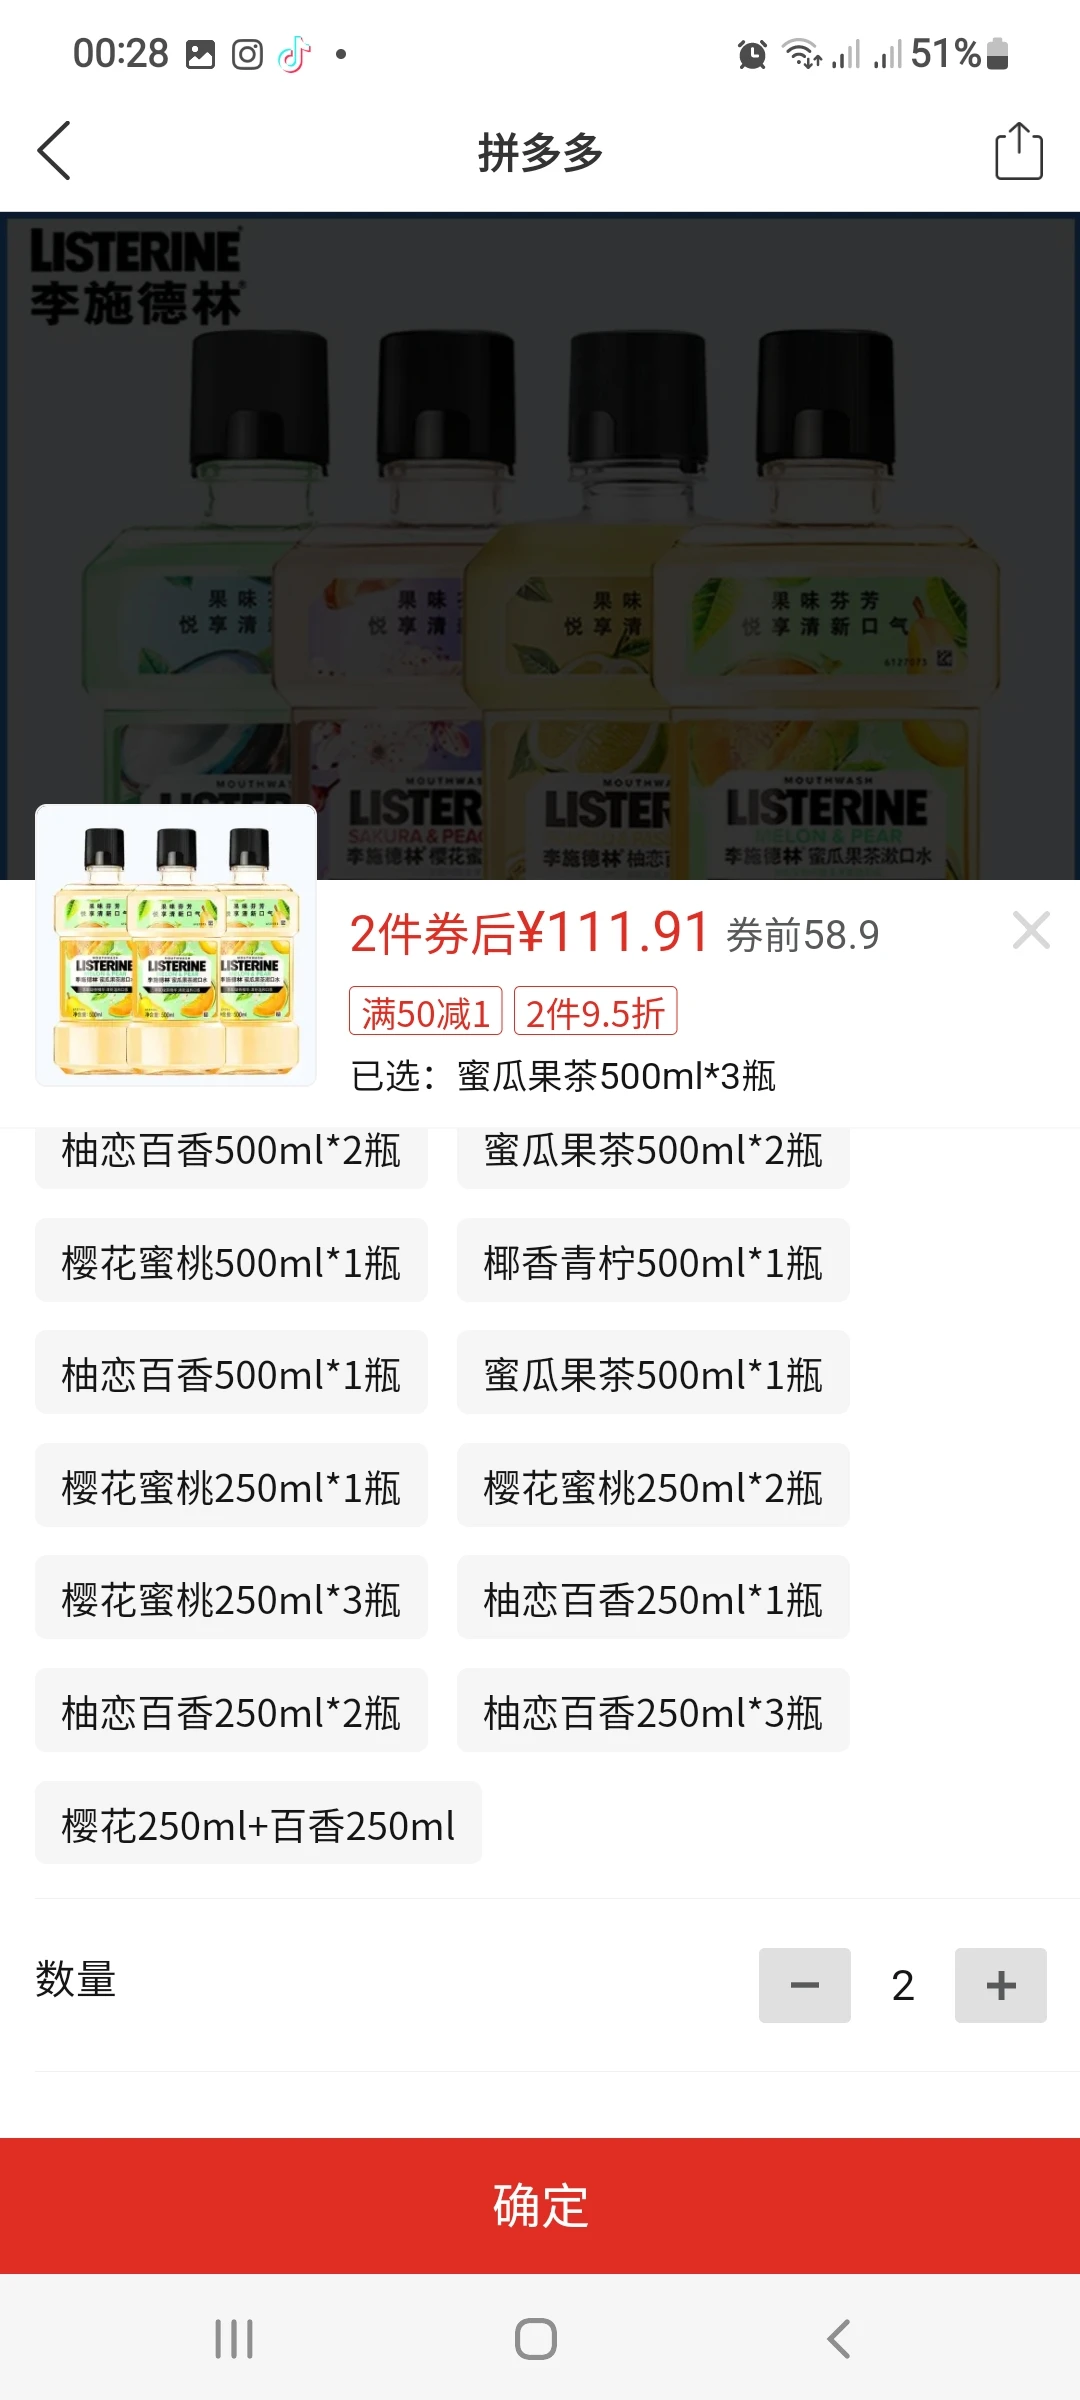 00:28
51%
拼多多
LISTERINE
李施德林
果味
悦享清
果味
悦享清
果味
悦享清
果味芬芳
悦享清新口气
MOUTHWASH
LISTERINE
MELON & PEAR
李施德林 蜜瓜果茶漱口水
LISTER
SAKURA & PEAC
李施德林 樱花蜜
LISTER
李施德林 柚恋百
2件券后¥111.91 券前58.9
满50减1 2件9.5折
已选：蜜瓜果茶500ml*3瓶
柚恋百香500ml*2瓶 蜜瓜果茶500ml*2瓶
樱花蜜桃500ml*1瓶 椰香青柠500ml*1瓶
柚恋百香500ml*1瓶 蜜瓜果茶500ml*1瓶
樱花蜜桃250ml*1瓶 樱花蜜桃250ml*2瓶
樱花蜜桃250ml*3瓶 柚恋百香250ml*1瓶
柚恋百香250ml*2瓶 柚恋百香250ml*3瓶
樱花250ml+百香250ml
数量 2
确定